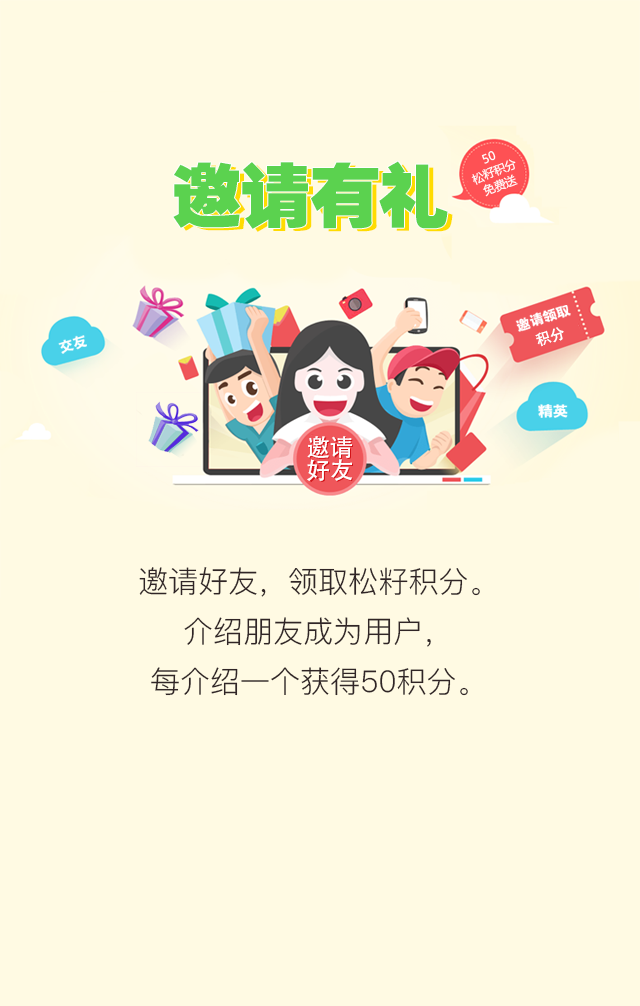 邀请有礼
50
松籽积分
免费送
交友
邀请领取
积分
精英
邀请
好友
邀请好友，领取松籽积分。
介绍朋友成为用户，
每介绍一个获得50积分。